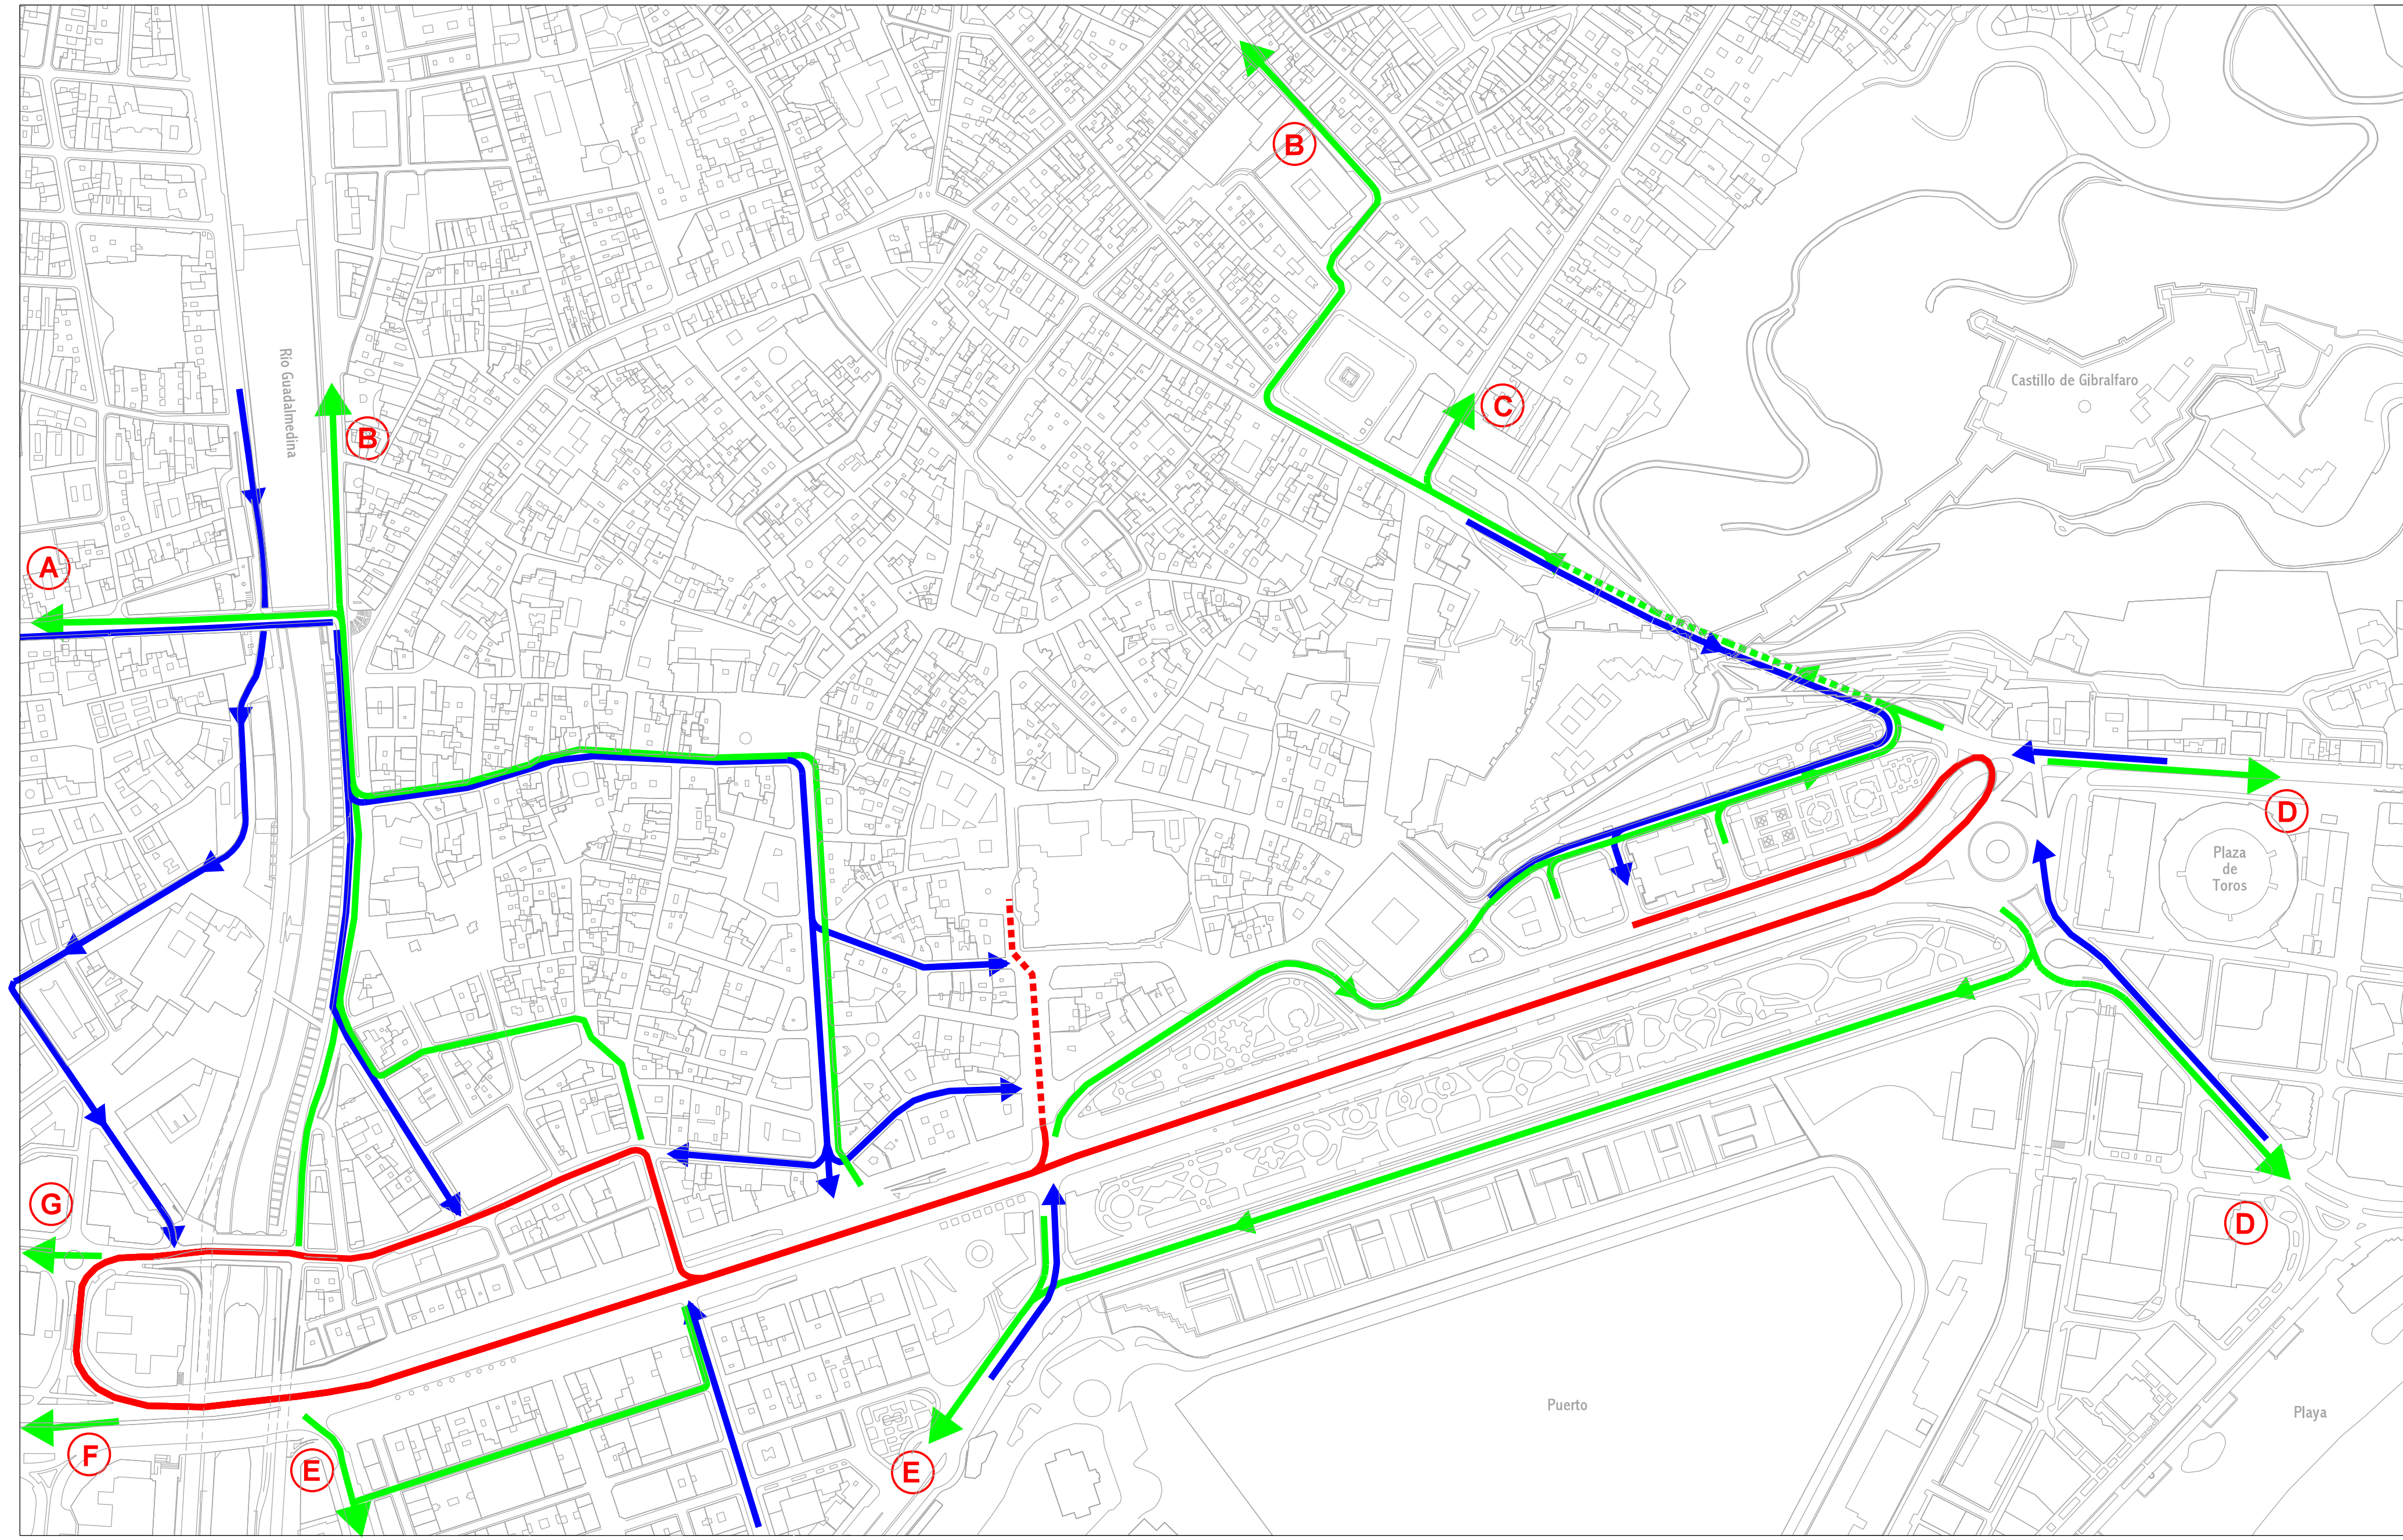 B
Río Guadalmedina
Castillo de Gibralfaro
C
B
A
D
Plaza
de
Toros
G
D
Puerto
Playa
F
E
E